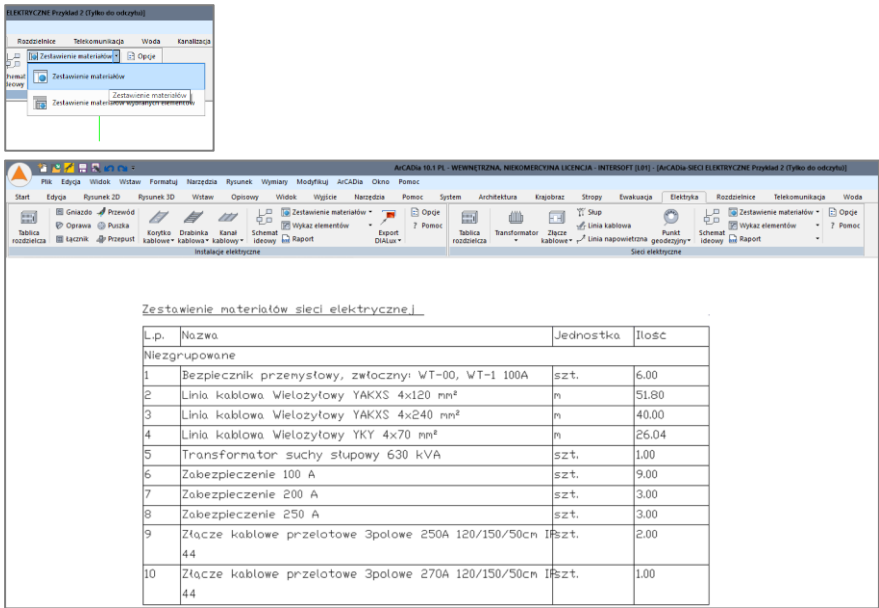 ELEKTRYCZNE Przykład 2 (Tylko do odczytu)]
Rozdzielnice Telekomunikacja Woda Kanalizacja
Zestawienie materiałów Opcje
Schemat ideowy
Zestawienie materiałów
Zestawienie materiałów
Zestawienie materiałów wybranych elementów
ArCADia 10.1 PL - WEWNĘTRZNA, NIEKOMERCYJNA LICENCJA - INTERSOFT [L01] - [ArCADia-SIECI ELEKTRYCZNE Przykład 2 (Tylko do odczytu)]
Plik Edycja Widok Wstaw Formatuj Narzędzia Rysunek Wymiary Modyfikuj ArCADia Okno Pomoc
Start Edycja Rysunek 2D Rysunek 3D Wstaw Opisowy Widok Wyjście Narzędzia Pomoc System Architektura Krajobraz Stropy Ewakuacja Elektryka Rozdzielnice Telekomunikacja Woda
Gniazdo Przewód Zestawienie materiałów Opcje Słup Zestawienie materiałów Opcje
Oprawa Puszka Wykaz elementów ? Pomoc Linia kablowa Wykaz elementów ? Pomoc
Tablica Korytko Drabinka Kanał Schemat Export Tablica Transformator Złącze Punkt Schemat
rozdzielcza Łącznik Przepust kablowe kablowa kablowy ideowy Raport DIALux rozdzielcza kablowe Linia napowietrzna geodezyjny ideowy Raport
Instalacje elektryczne Sieci elektryczne
Zestawienie materiałów sieci elektrycznej
L.p. Nazwa Jednostka Ilość
Niezgrupowane
1 Bezpiecznik przemysłowy, zwłoczny: WT-00, WT-1 100A szt. 6.00
2 Linia kablowa Wielożyłowy YAKXS 4x120 mm² m 51.80
3 Linia kablowa Wielożyłowy YAKXS 4x240 mm² m 40.00
4 Linia kablowa Wielożyłowy YKY 4x70 mm² m 26.04
5 Transformator suchy słupowy 630 kVA szt. 1.00
6 Zabezpieczenie 100 A szt. 9.00
7 Zabezpieczenie 200 A szt. 3.00
8 Zabezpieczenie 250 A szt. 3.00
9 Złącze kablowe przelotowe 3polowe 250A 120/150/50cm IP szt. 2.00
44
10 Złącze kablowe przelotowe 3polowe 270A 120/150/50cm IP szt. 1.00
44